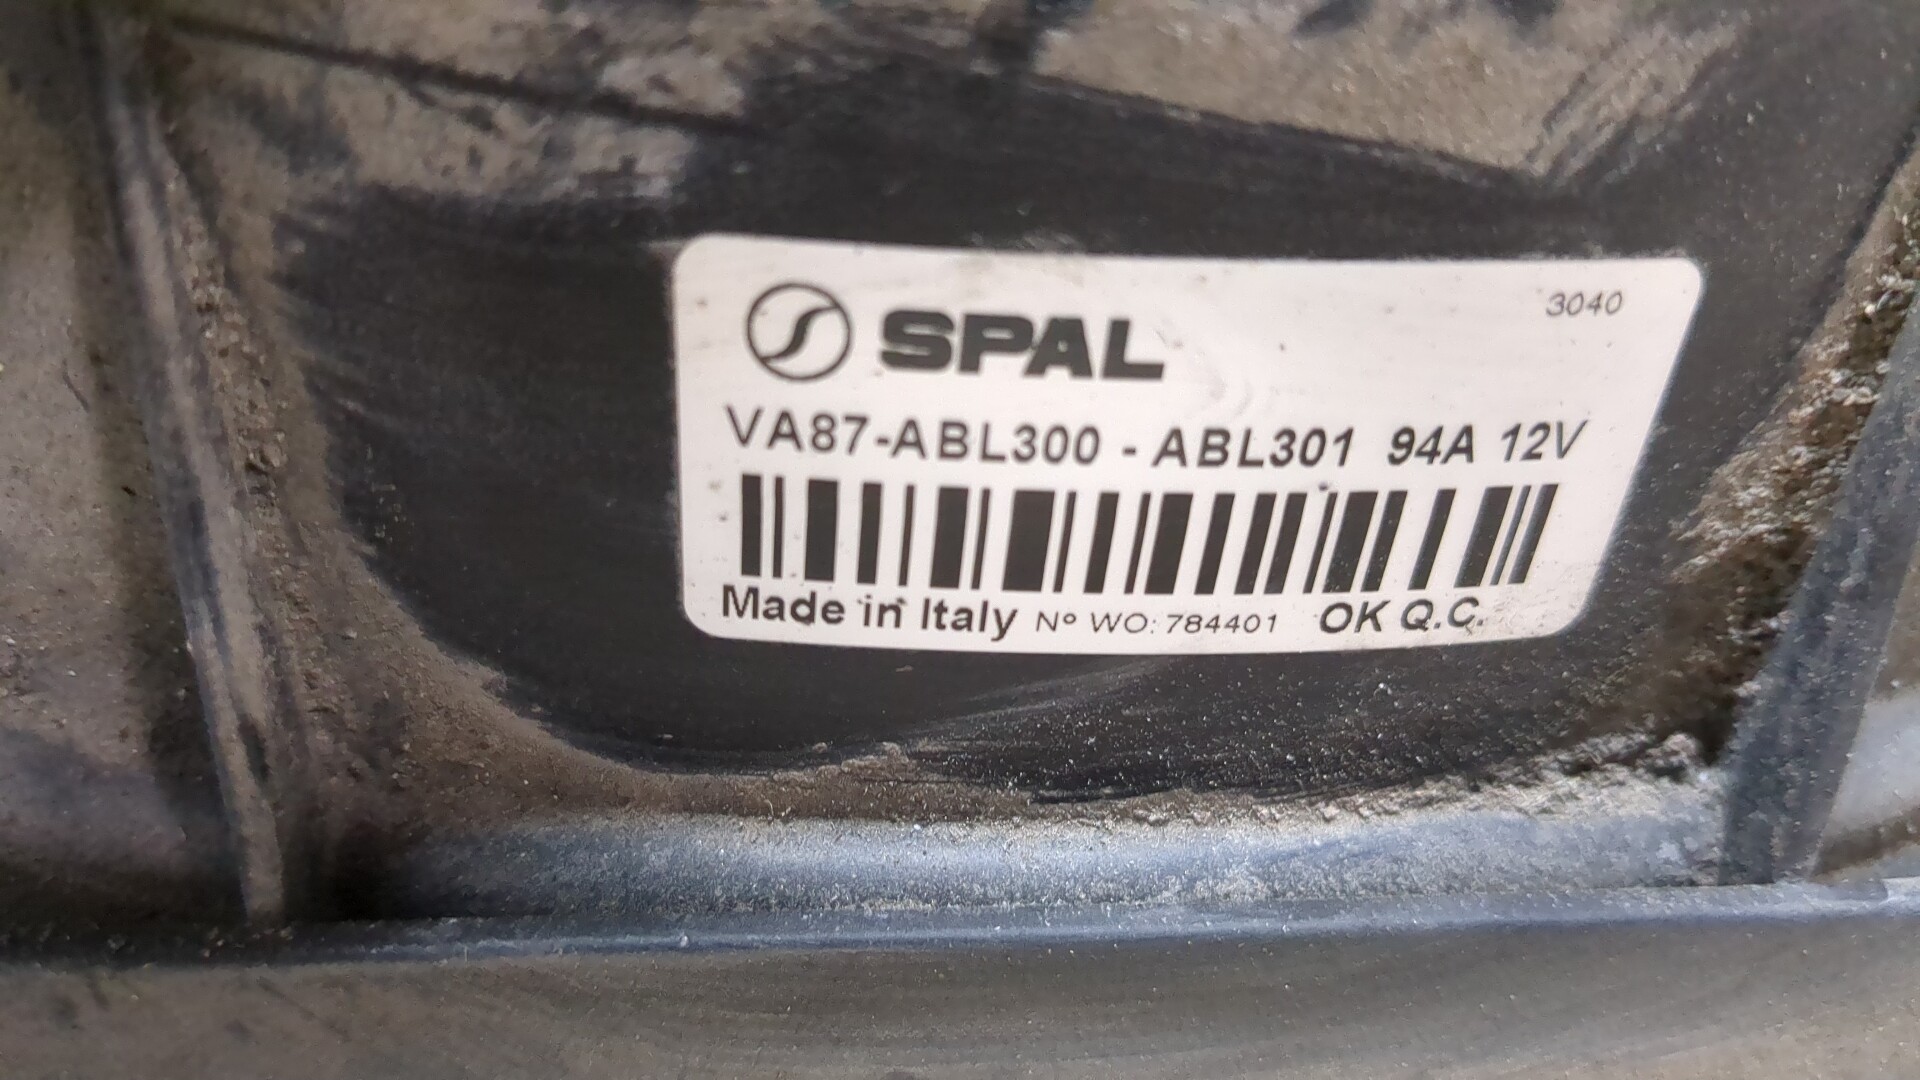 SPAL 3040
VA87-ABL300 - ABL301 94A 12V
Made in Italy Nº WO: 784401 OK Q.C.